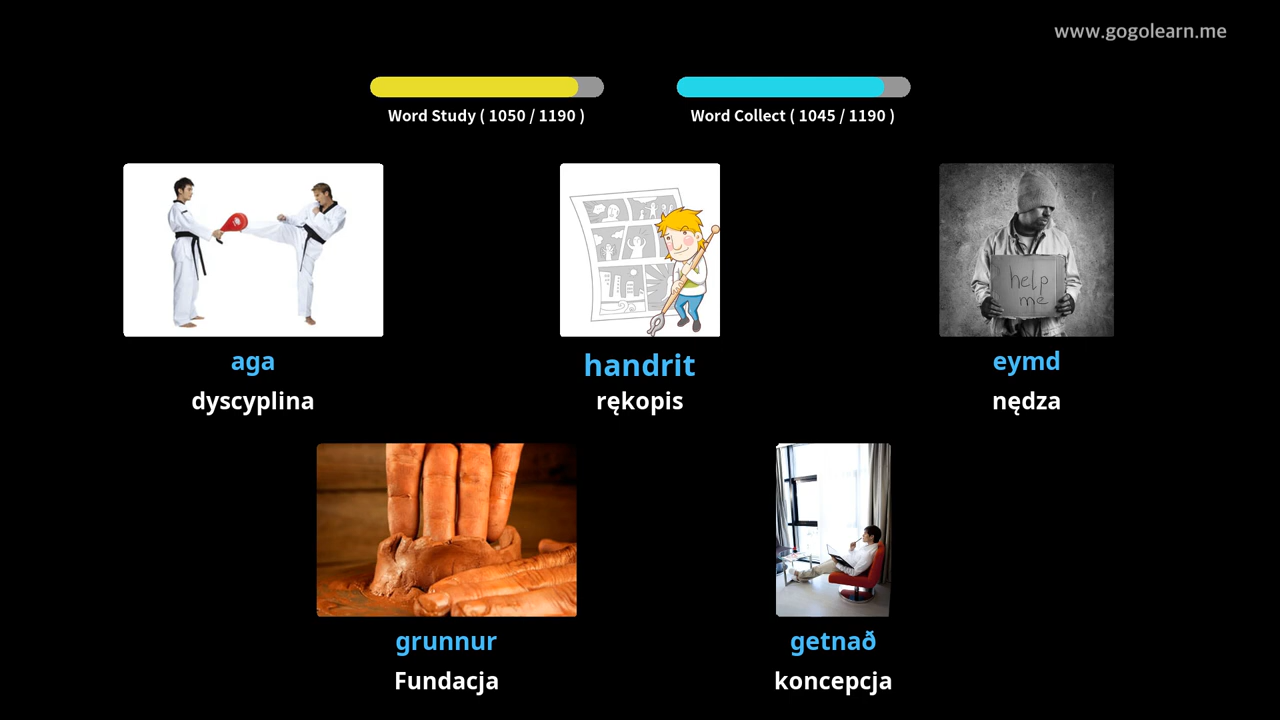 www.gogolearn.me
Word Study ( 1050 / 1190 )
Word Collect ( 1045 / 1190 )
help
me
aga
handrit
eymd
dyscyplina
rękopis
nędza
grunnur
getnað
Fundacja
koncepcja